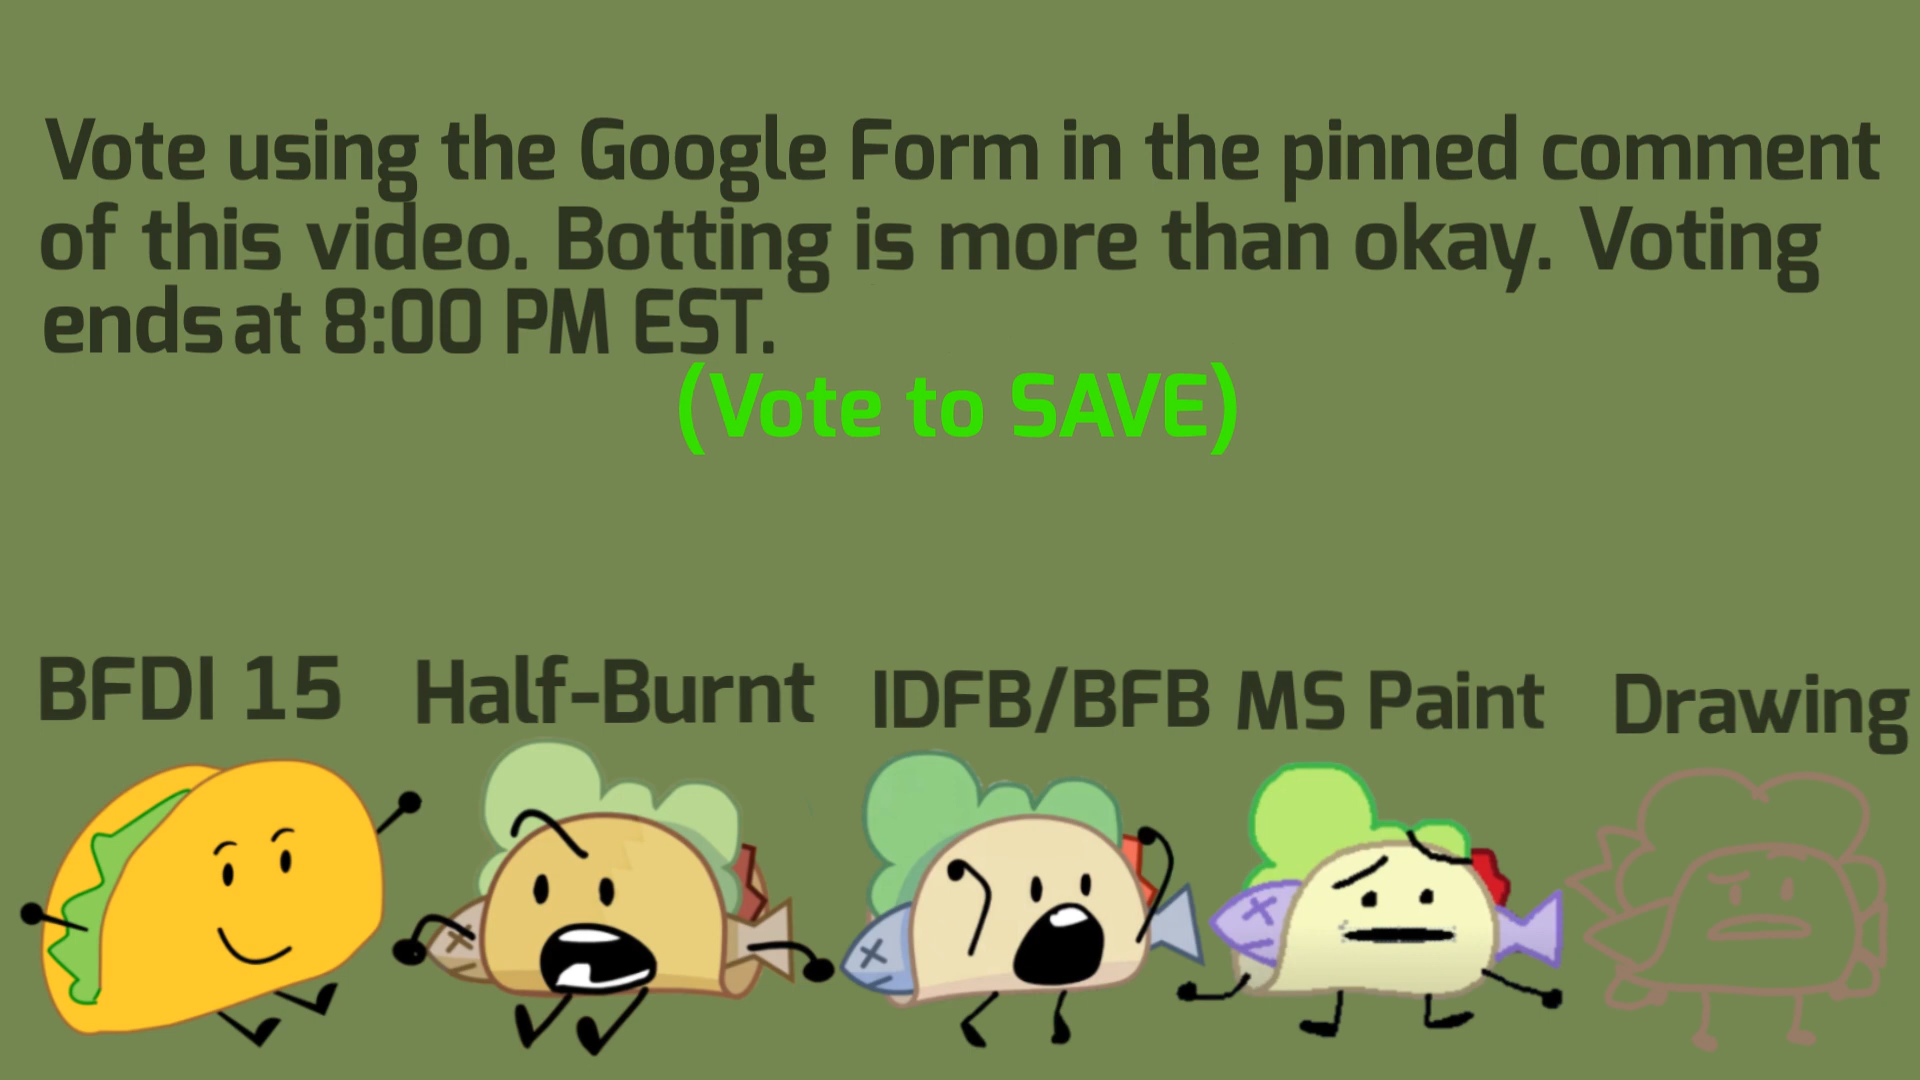 Vote using the Google Form in the pinned comment
of this video. Botting is more than okay. Voting
ends at 8:00 PM EST.
(Vote to SAVE)
BFDI 15 Half-Burnt IDFB/BFB MS Paint Drawing